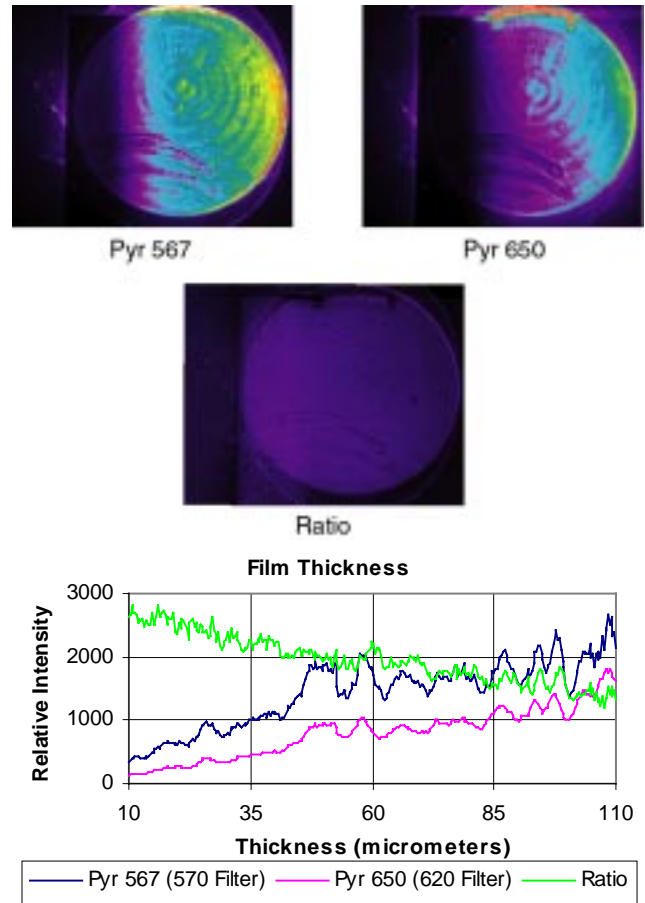 Pyr 567
Pyr 650
Ratio
Film Thickness
3000
2000
1000
0
Relative Intensity
10 35 60 85 110
Thickness (micrometers)
Pyr 567 (570 Filter) Pyr 650 (620 Filter) Ratio